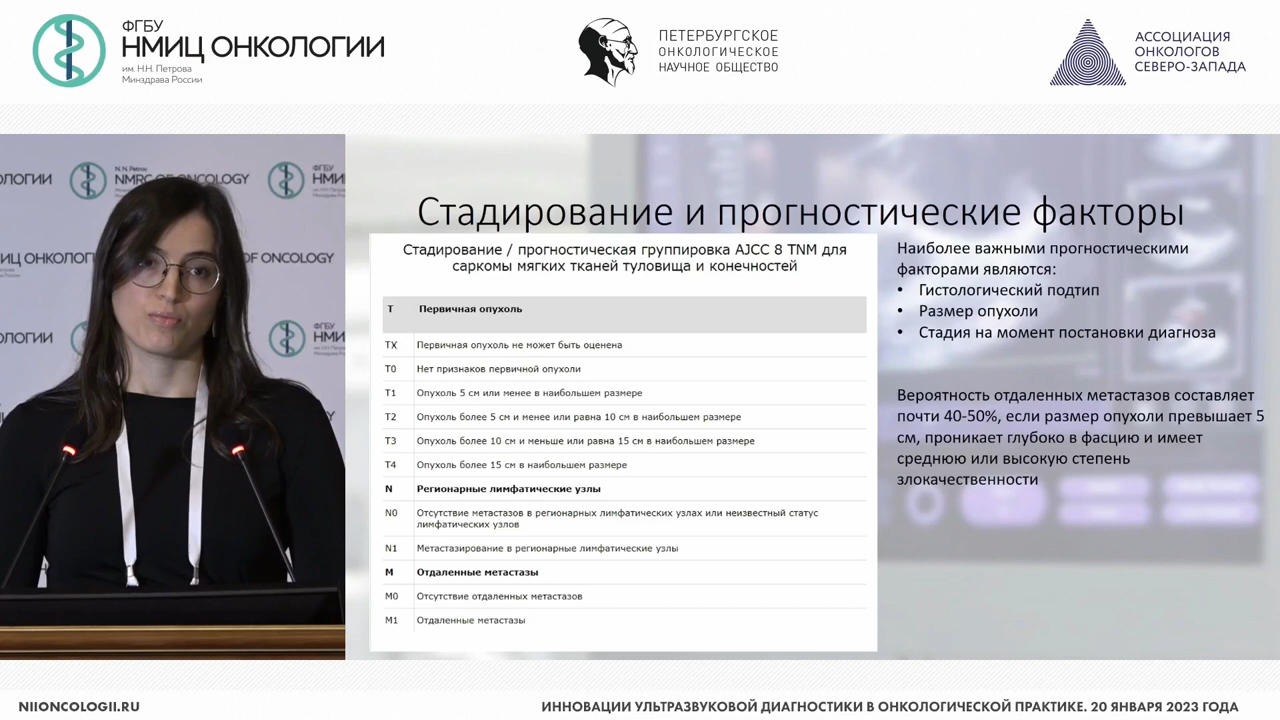 ФГБУ
НМИЦ ОНКОЛОГИИ
им. Н.Н. Петрова
Минздрава России
ПЕТЕРБУРГСКОЕ
ОНКОЛОГИЧЕСКОЕ
НАУЧНОЕ ОБЩЕСТВО
АССОЦИАЦИЯ
ОНКОЛОГОВ
СЕВЕРО-ЗАПАДА
N.N. Petrov
NMRC OF ONCOLOGY
ФГБУ
Стадирование и прогностические факторы
Стадирование / прогностическая группировка AJCC 8 TNM для
саркомы мягких тканей туловища и конечностей
T Первичная опухоль
TX Первичная опухоль не может быть оценена
T0 Нет признаков первичной опухоли
T1 Опухоль 5 см или менее в наибольшем размере
T2 Опухоль более 5 см и менее или равна 10 см в наибольшем размере
T3 Опухоль более 10 см и меньше или равна 15 см в наибольшем размере
T4 Опухоль более 15 см в наибольшем размере
N Регионарные лимфатические узлы
N0 Отсутствие метастазов в регионарных лимфатических узлах или неизвестный статус
лимфатических узлов
N1 Метастазирование в регионарные лимфатические узлы
M Отдаленные метастазы
M0 Отсутствие отдаленных метастазов
M1 Отдаленные метастазы
Наиболее важными прогностическими
факторами являются:
• Гистологический подтип
• Размер опухоли
• Стадия на момент постановки диагноза
Вероятность отдаленных метастазов составляет
почти 40-50%, если размер опухоли превышает 5
см, проникает глубоко в фасцию и имеет
среднюю или высокую степень
злокачественности
NIIONCOLOGII.RU
ИННОВАЦИИ УЛЬТРАЗВУКОВОЙ ДИАГНОСТИКИ В ОНКОЛОГИЧЕСКОЙ ПРАКТИКЕ. 20 ЯНВАРЯ 2023 ГОДА